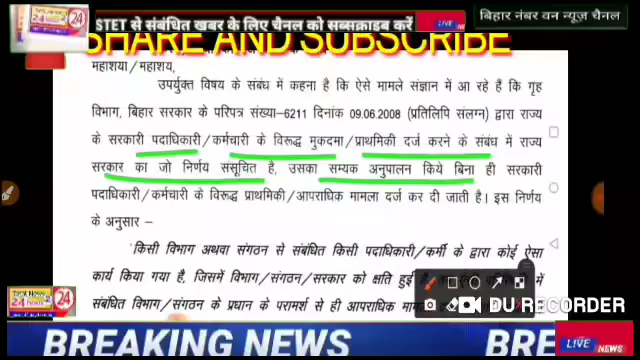 STET से संबंधित खबर के लिए चैनल को सब्सक्राइब करें
LIVE
बिहार नंबर वन न्यूज़ चैनल
24
SHARE AND SUBSCRIBE
महाशया/महाशय,
उपर्युक्त विषय के संबंध में कहना है कि ऐसे मामले संज्ञान में आ रहे हैं कि गृह
विभाग, बिहार सरकार के परिपत्र संख्या-6211 दिनांक 09.06.2008 (प्रतिलिपि संलग्न) द्वारा राज्य
के सरकारी पदाधिकारी/कर्मचारी के विरूद्ध मुकदमा/प्राथमिकी दर्ज करने के संबंध में राज्य
सरकार का जो निर्णय संसूचित है, उसका सम्यक अनुपालन किये बिना ही सरकारी
पदाधिकारी/कर्मचारी के विरूद्ध प्राथमिकी/आपराधिक मामला दर्ज कर दी जाती है। इस निर्णय
के अनुसार –
किसी विभाग अथवा संगठन से संबंधित किसी पदाधिकारी/कर्मी के द्वारा कोई ऐसा
कार्य किया गया है, जिसमें विभाग/संगठन/सरकार को क्षति हुई है में
संबंधित विभाग/संगठन के प्रधान के परामर्श से ही आपराधिक
24
DU RECORDER
BREAKING NEWS
BRE
LIVE NEWS